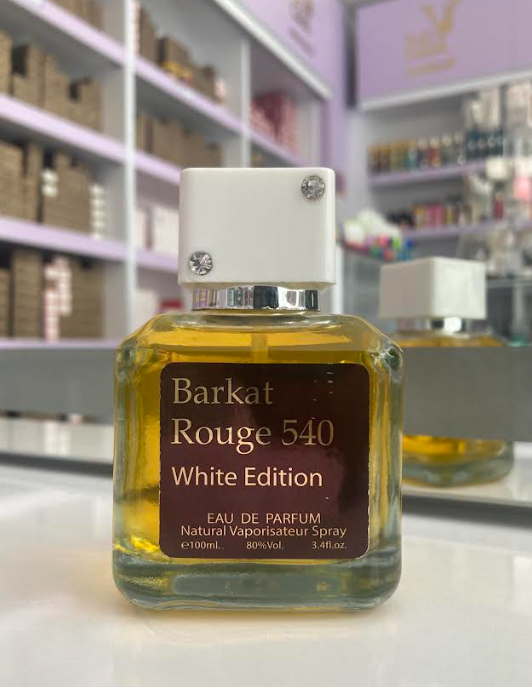 Barkat
Rouge 540
White Edition
EAU DE PARFUM
Natural Vaporisateur Spray
℮100ml. 80%Vol. 3.4fl.oz.